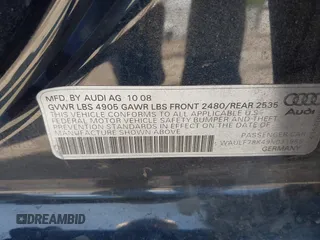 MFD. BY AUDI AG 10 08
GVWR LBS 4905 GAWR LBS FRONT 2480/REAR 2535
THIS VEHICLE CONFORMS TO ALL APPLICABLE U.S.
FEDERAL MOTOR VEHICLE SAFETY BUMPER AND THEFT
PREVENTION STANDARDS IN EFFECT ON THE DATE OF
MANUFACTURE SHOWN ABOVE.
Audi
PASSENGER CAR
GERMANY
DREAMBID